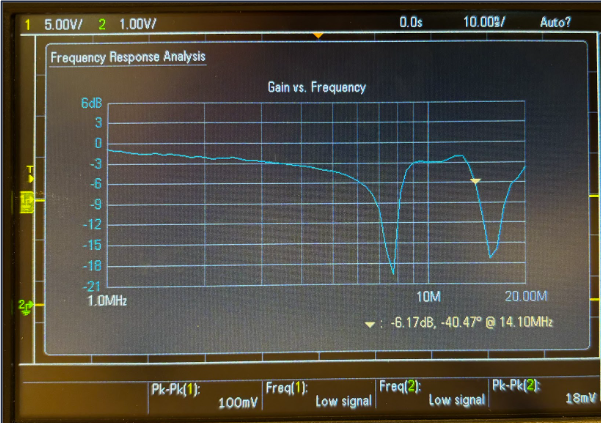 1 5.00V/ 2 1.00V/ 0.0s 10.00$/ Auto?
Frequency Response Analysis
Gain vs. Frequency
6dB
3
0
-3
-6
-9
-12
-15
-18
-21
1.0MHz 10M 20.00M
: -6.17dB, -40.47° @ 14.10MHz
T
1
2
Pk-Pk(1): Freq(1): Freq(2): Pk-Pk(2):
100mV Low signal Low signal 18mV